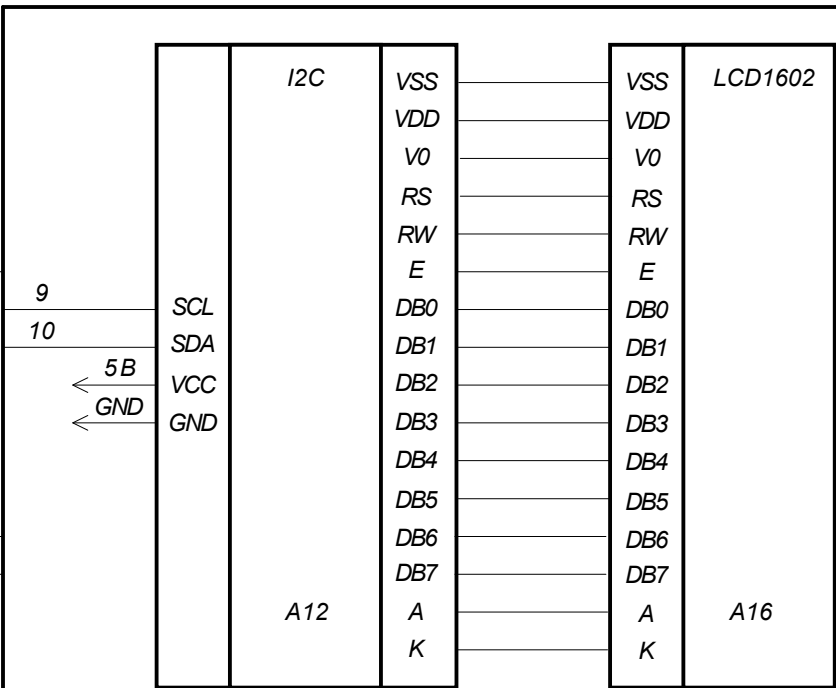 I2C VSS VSS LCD1602
VDD VDD
V0 V0
RS RS
RW RW
E E
9 SCL DB0 DB0
10 SDA DB1 DB1
5В VCC DB2 DB2
GND GND DB3 DB3
DB4 DB4
DB5 DB5
DB6 DB6
DB7 DB7
A12 A A A16
K K